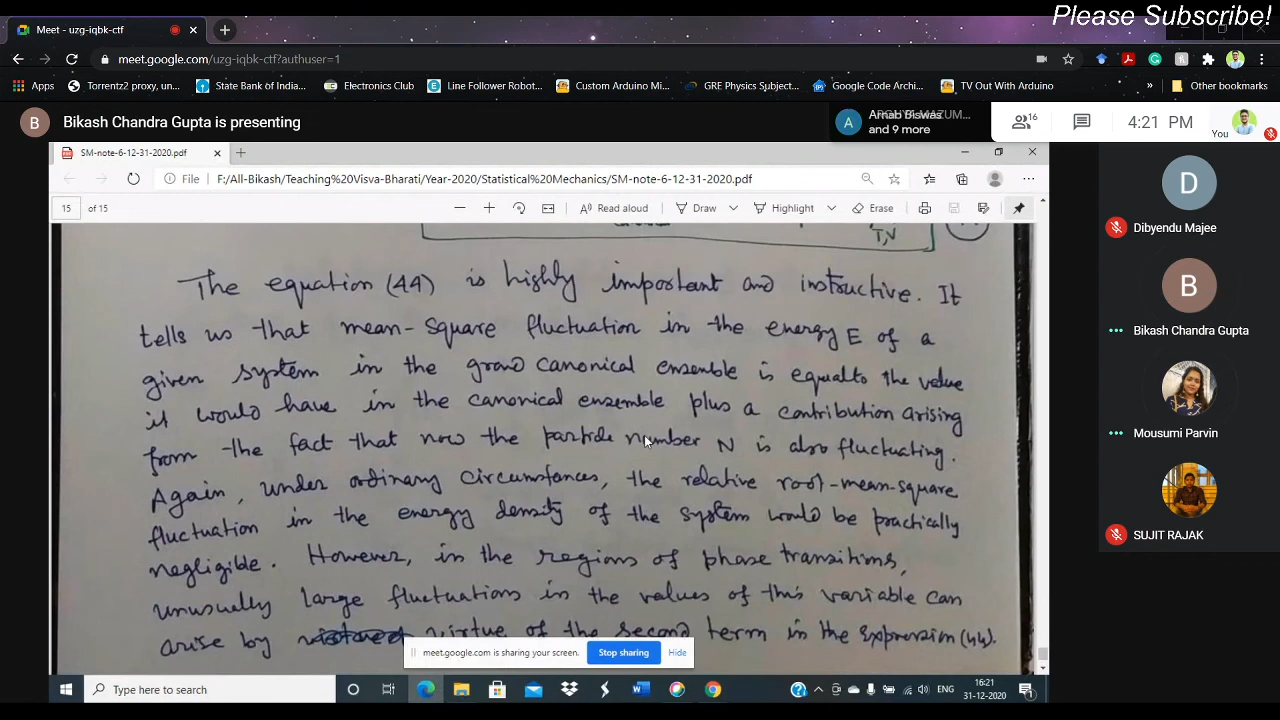 Please Subscribe!
Meet - uzg-iqbk-ctf
meet.google.com/uzg-iqbk-ctf?authuser=1
Apps Torrentz2 proxy, un... State Bank of India... Electronics Club Line Follower Robot... Custom Arduino Mi... GRE Physics Subject... Google Code Archi... TV Out With Arduino » Other bookmarks
B Bikash Chandra Gupta is presenting
A Arnab Biswas
and 9 more
16
4:21 PM
You
SM-note-6-12-31-2020.pdf
File F:/All-Bikash/Teaching%20Visva-Bharati/Year-2020/Statistical%20Mechanics/SM-note-6-12-31-2020.pdf
15 of 15 Read aloud Draw Highlight Erase
T,V
The equation (44) is highly important and instructive. It
tells us that mean-square fluctuation in the energy E of a
given system in the grand canonical ensemble is equal to the value
it would have in the canonical ensemble plus a contribution arising
from the fact that now the particle number N is also fluctuating.
Again, under ordinary circumstances, the relative root-mean-square
fluctuation in the energy density of the system would be practically
negligible. However, in the regions of phase transitions,
unusually large fluctuations in the values of this variable can
arise by virtue of the second term in the expression (44).
meet.google.com is sharing your screen. Stop sharing Hide
D
Dibyendu Majee
B
Bikash Chandra Gupta
Mousumi Parvin
SUJIT RAJAK
Type here to search
ENG
16:21
31-12-2020
1